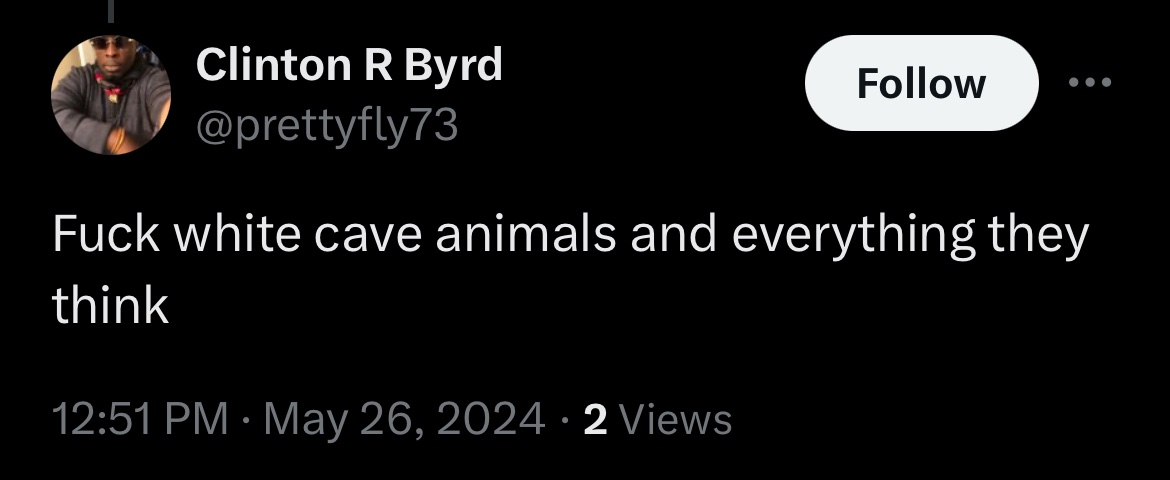 Clinton R Byrd
@prettyfly73
Follow
Fuck white cave animals and everything they
think
12:51 PM · May 26, 2024 · 2 Views